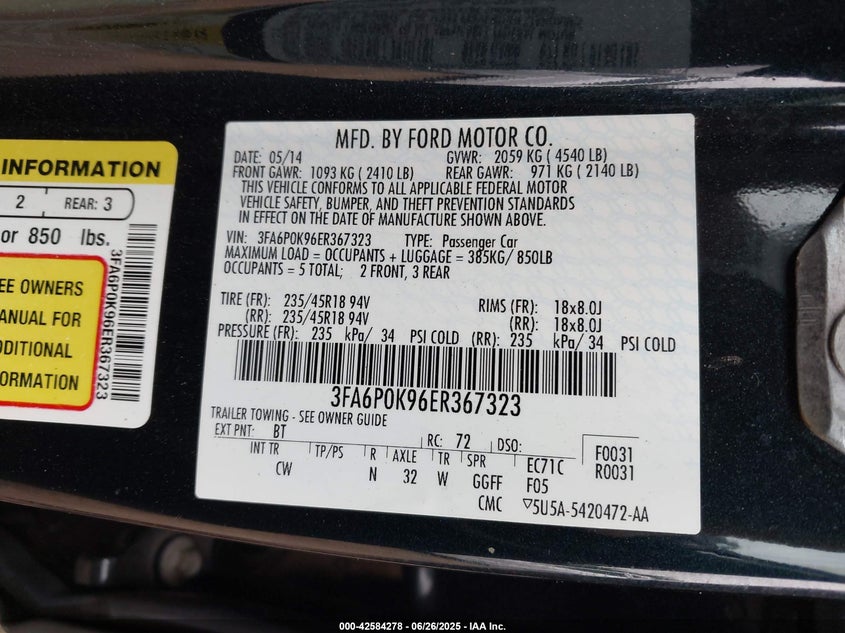 INFORMATION
2 REAR: 3
or 850 lbs.
EE OWNERS
ANUAL FOR
DDITIONAL
FORMATION
3FA6P0K96ER367323
MFD. BY FORD MOTOR CO.
DATE: 05/14 GVWR: 2059 KG ( 4540 LB)
FRONT GAWR: 1093 KG ( 2410 LB) REAR GAWR: 971 KG ( 2140 LB)
THIS VEHICLE CONFORMS TO ALL APPLICABLE FEDERAL MOTOR
VEHICLE SAFETY, BUMPER, AND THEFT PREVENTION STANDARDS
IN EFFECT ON THE DATE OF MANUFACTURE SHOWN ABOVE.
VIN: 3FA6P0K96ER367323 TYPE: Passenger Car
MAXIMUM LOAD = OCCUPANTS + LUGGAGE = 385KG/ 850LB
OCCUPANTS = 5 TOTAL; 2 FRONT, 3 REAR
TIRE (FR): 235/45R18 94V RIMS (FR): 18x8.0J
(RR): 235/45R18 94V (RR): 18x8.0J
PRESSURE (FR): 235 kPa/ 34 PSI COLD (RR): 235 kPa/ 34 PSI COLD
3FA6P0K96ER367323
TRAILER TOWING - SEE OWNER GUIDE
EXT PNT: BT RC: 72 DSO: F0031
INT TR TP/PS R AXLE TR SPR EC71C R0031
CW N 32 W GGFF F05
CMC ▽5U5A-5420472-AA
000-42584278 - 06/26/2025 - IAA Inc.